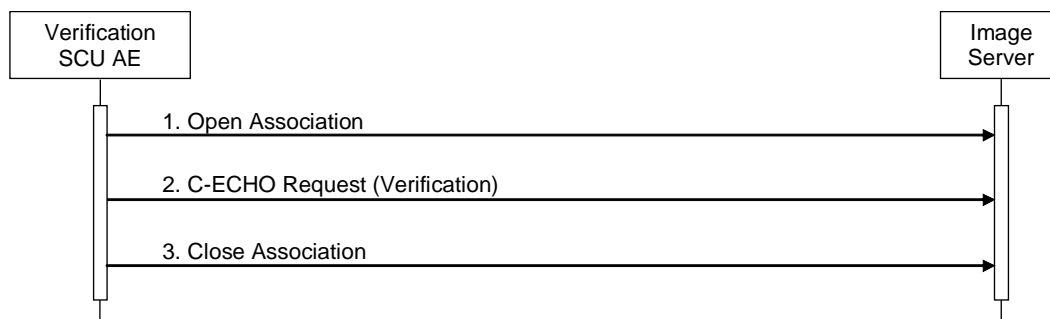 Verification
SCU AE
Image
Server
1. Open Association
2. C-ECHO Request (Verification)
3. Close Association